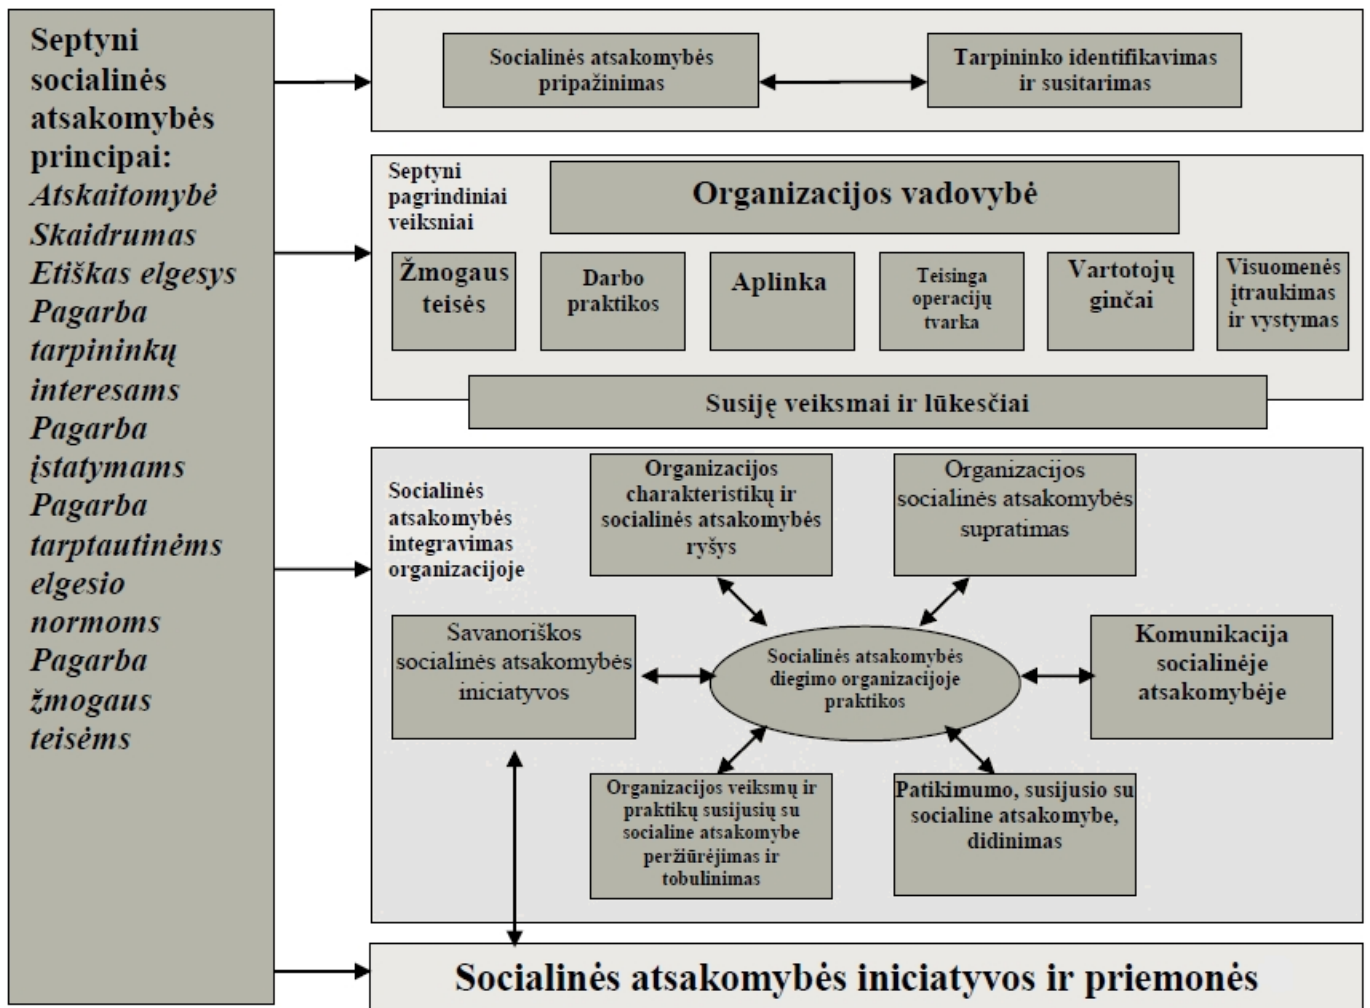 Septyni
socialinės
atsakomybės
principai:
Atskaitomybė
Skaidrumas
Etiškas elgesys
Pagarba
tarpininkų
interesams
Pagarba
įstatymams
Pagarba
tarptautinėms
elgesio
normoms
Pagarba
žmogaus
teisėms
Socialinės atsakomybės
pripažinimas
Tarpininko identifikavimas
ir susitarimas
Septyni
pagrindiniai
veiksniai
Organizacijos vadovybė
Žmogaus
teisės
Darbo
praktikos
Aplinka
Teisinga
operacijų
tvarka
Vartotojų
ginčai
Visuomenės
įtraukimas
ir vystymas
Susiję veiksmai ir lūkesčiai
Socialinės
atsakomybės
integravimas
organizacijoje
Organizacijos
charakteristikų ir
socialinės atsakomybės
ryšys
Organizacijos
socialinės atsakomybės
supratimas
Savanoriškos
socialinės atsakomybės
iniciatyvos
Socialinės atsakomybės
diegimo organizacijoje
praktikos
Komunikacija
socialinėje
atsakomybėje
Organizacijos veiksmų ir
praktikų susijusių su
socialine atsakomybe
peržiūrėjimas ir
tobulinimas
Patikimumo, susijusio su
socialine atsakomybe,
didinimas
Socialinės atsakomybės iniciatyvos ir priemonės